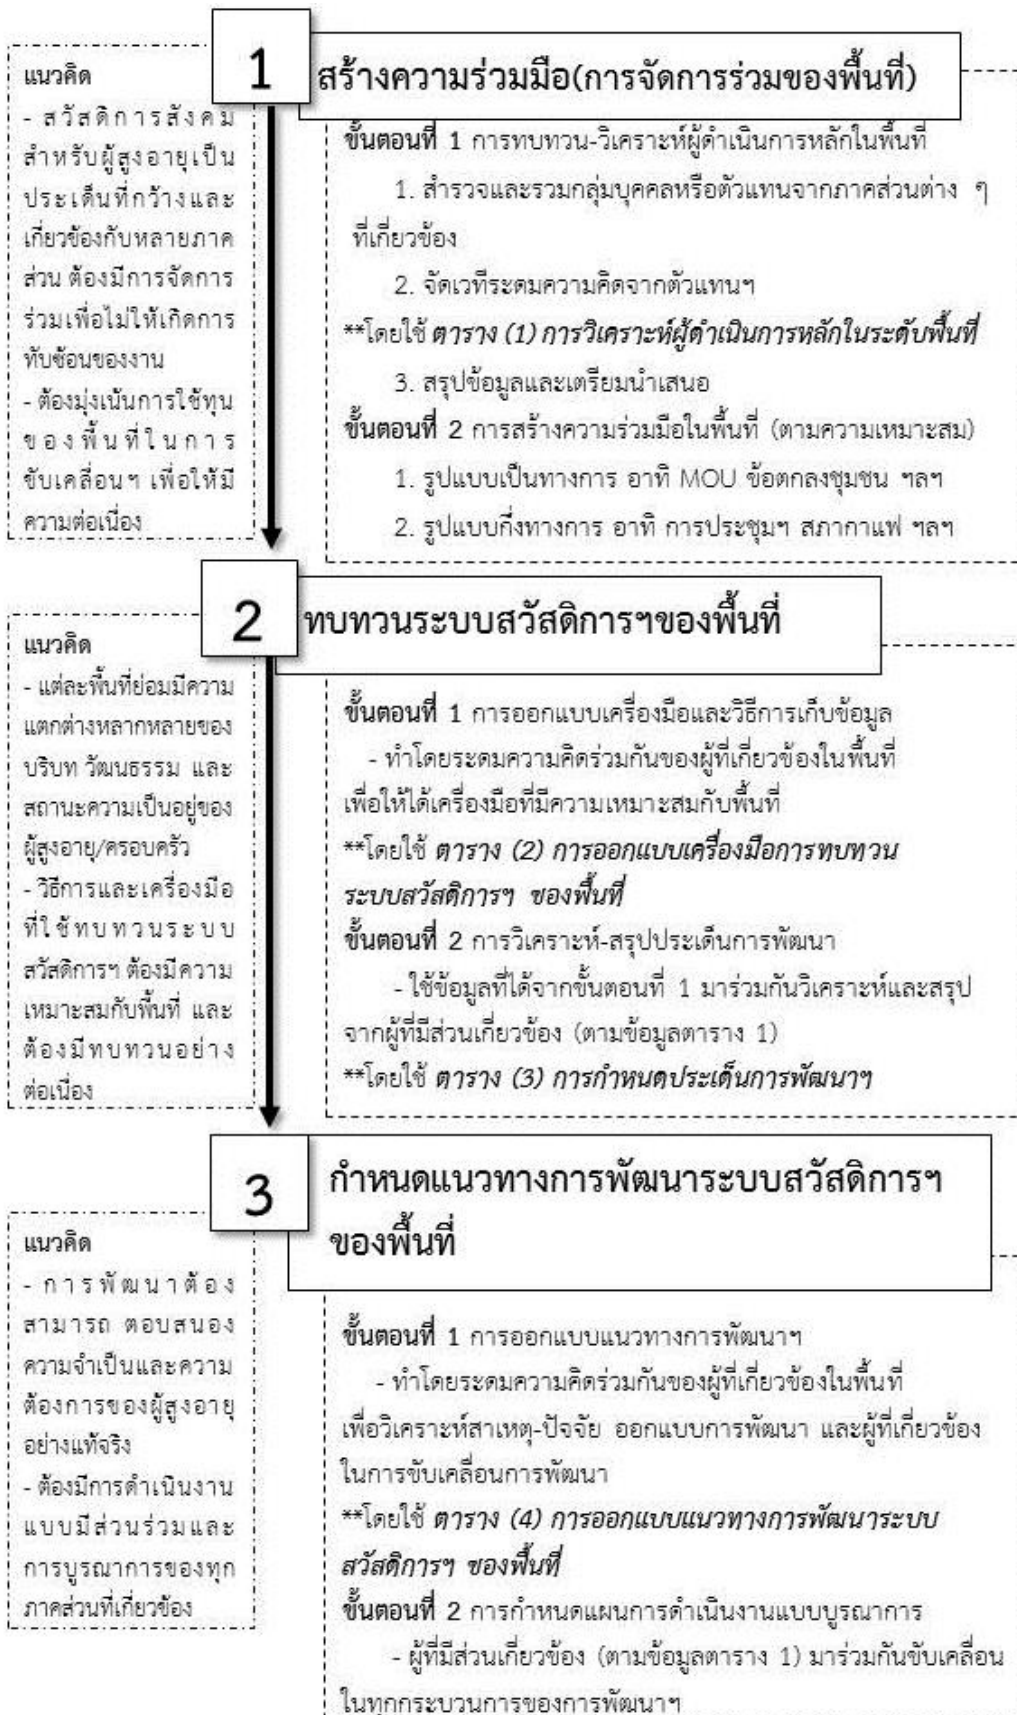 1
สร้างความร่วมมือ(การจัดการร่วมของพื้นที่)
แนวคิด
- สวัสดิการสังคม
สำหรับผู้สูงอายุเป็น
ประเด็นที่กว้างและ
เกี่ยวข้องกับหลายภาค
ส่วน ต้องมีการจัดการ
ร่วมเพื่อไม่ให้เกิดการ
ทับซ้อนของงาน
- ต้องมุ่งเน้นการใช้ทุน
ของพื้นที่ในการ
ขับเคลื่อนฯ เพื่อให้มี
ความต่อเนื่อง
ขั้นตอนที่ 1 การทบทวน-วิเคราะห์ผู้ดำเนินการหลักในพื้นที่
1. สำรวจและรวมกลุ่มบุคคลหรือตัวแทนจากภาคส่วนต่าง ๆ
ที่เกี่ยวข้อง
2. จัดเวทีระดมความคิดจากตัวแทนฯ
**โดยใช้ ตาราง (1) การวิเคราะห์ผู้ดำเนินการหลักในระดับพื้นที่
3. สรุปข้อมูลและเตรียมนำเสนอ
ขั้นตอนที่ 2 การสร้างความร่วมมือในพื้นที่ (ตามความเหมาะสม)
1. รูปแบบเป็นทางการ อาทิ MOU ข้อตกลงชุมชน ฯลฯ
2. รูปแบบกึ่งทางการ อาทิ การประชุมฯ สภากาแฟ ฯลฯ
2
ทบทวนระบบสวัสดิการฯของพื้นที่
แนวคิด
- แต่ละพื้นที่ย่อมมีความ
แตกต่างหลากหลายของ
บริบท วัฒนธรรม และ
สถานะความเป็นอยู่ของ
ผู้สูงอายุ/ครอบครัว
- วิธีการและเครื่องมือ
ที่ใช้ทบทวนระบบ
สวัสดิการฯ ต้องมีความ
เหมาะสมกับพื้นที่ และ
ต้องมีทบทวนอย่าง
ต่อเนื่อง
ขั้นตอนที่ 1 การออกแบบเครื่องมือและวิธีการเก็บข้อมูล
- ทำโดยระดมความคิดร่วมกันของผู้ที่เกี่ยวข้องในพื้นที่
เพื่อให้ได้เครื่องมือที่มีความเหมาะสมกับพื้นที่
**โดยใช้ ตาราง (2) การออกแบบเครื่องมือการทบทวน
ระบบสวัสดิการฯ ของพื้นที่
ขั้นตอนที่ 2 การวิเคราะห์-สรุปประเด็นการพัฒนา
- ใช้ข้อมูลที่ได้จากขั้นตอนที่ 1 มาร่วมกันวิเคราะห์และสรุป
จากผู้ที่มีส่วนเกี่ยวข้อง (ตามข้อมูลตาราง 1)
**โดยใช้ ตาราง (3) การกำหนดประเด็นการพัฒนาฯ
3
กำหนดแนวทางการพัฒนาระบบสวัสดิการฯ
ของพื้นที่
แนวคิด
- การพัฒนาต้อง
สามารถ ตอบสนอง
ความจำเป็นและความ
ต้องการของผู้สูงอายุ
อย่างแท้จริง
- ต้องมีการดำเนินงาน
แบบมีส่วนร่วมและ
การบูรณาการของทุก
ภาคส่วนที่เกี่ยวข้อง
ขั้นตอนที่ 1 การออกแบบแนวทางการพัฒนาฯ
- ทำโดยระดมความคิดร่วมกันของผู้ที่เกี่ยวข้องในพื้นที่
เพื่อวิเคราะห์สาเหตุ-ปัจจัย ออกแบบการพัฒนา และผู้ที่เกี่ยวข้อง
ในการขับเคลื่อนการพัฒนา
**โดยใช้ ตาราง (4) การออกแบบแนวทางการพัฒนาระบบ
สวัสดิการฯ ของพื้นที่
ขั้นตอนที่ 2 การกำหนดแผนการดำเนินงานแบบบูรณาการ
- ผู้ที่มีส่วนเกี่ยวข้อง (ตามข้อมูลตาราง 1) มาร่วมกันขับเคลื่อน
ในทุกกระบวนการของการพัฒนาฯ